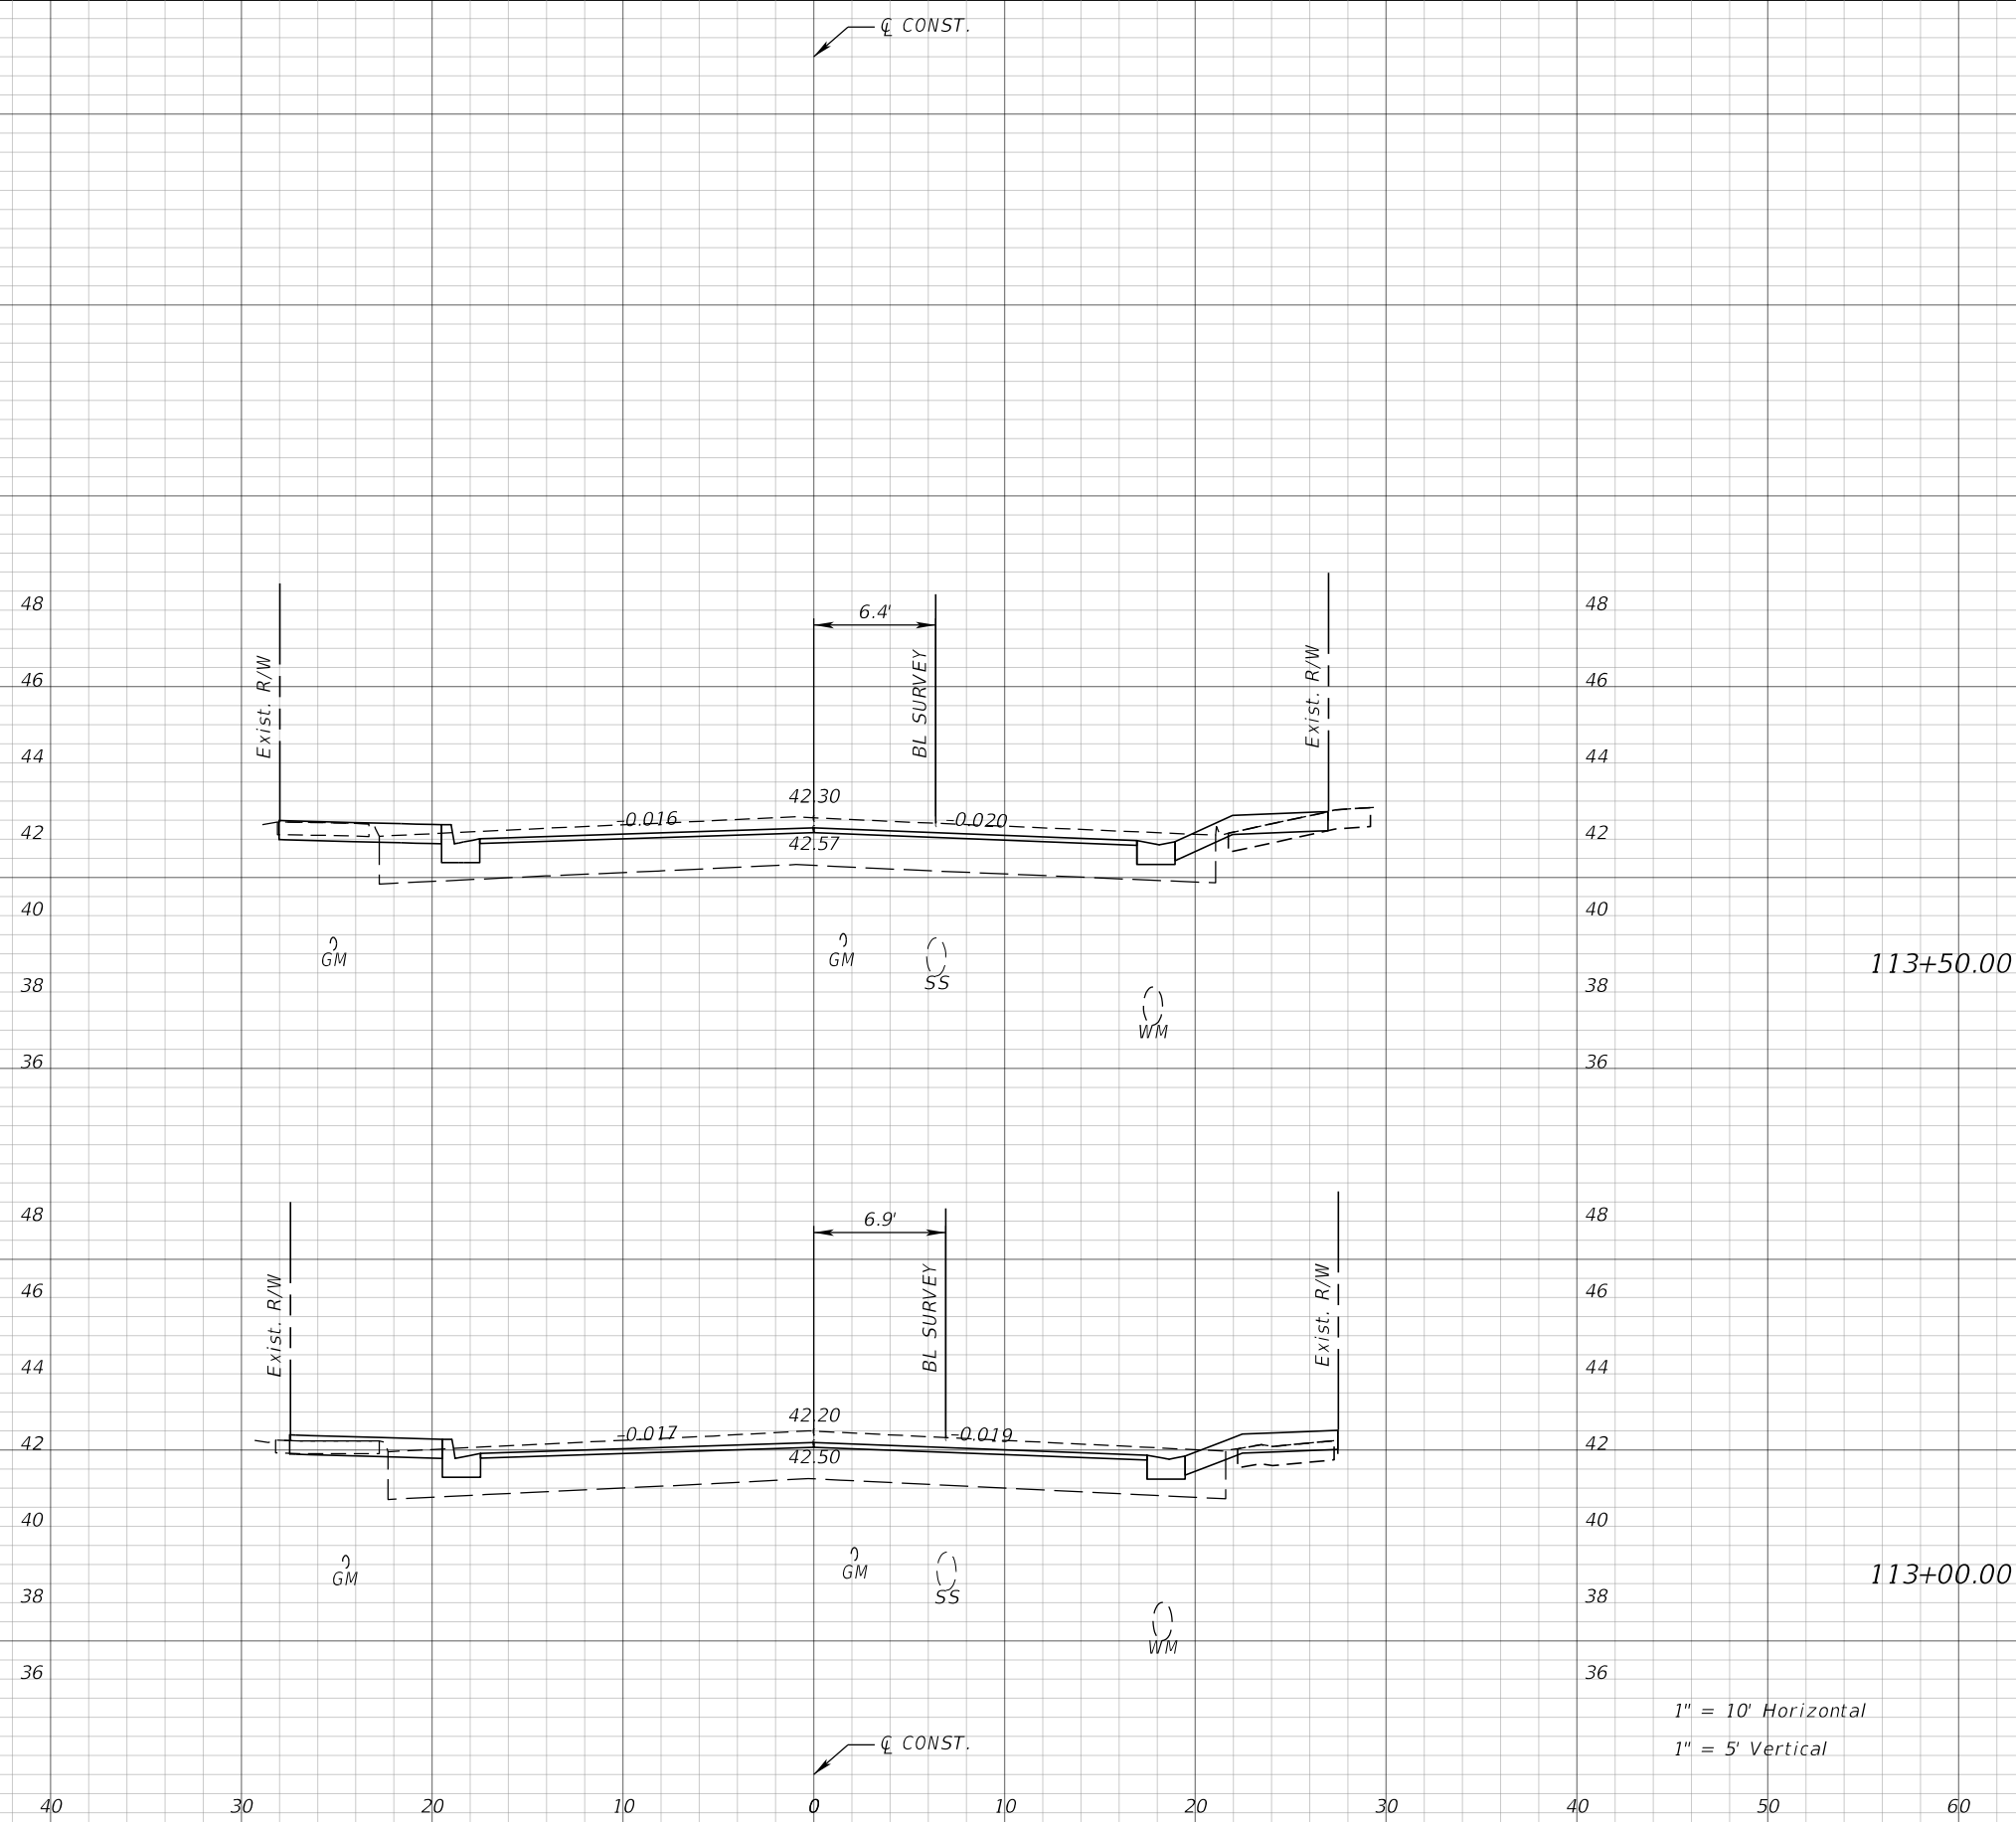 ℄ CONST.
48 6.4' 48
Exist. R/W BL SURVEY Exist. R/W
46 46
44 44
42.30
-0.016 -0.020
42 42
42.57
40 40
GM GM SS 113+50.00
38 38
WM
36 36
48 6.9' 48
Exist. R/W BL SURVEY Exist. R/W
46 46
44 44
42.20
-0.017 -0.019
42 42
42.50
40 40
GM GM SS 113+00.00
38 38
WM
36 36
1" = 10' Horizontal
℄ CONST. 1" = 5' Vertical
40 30 20 10 0 10 20 30 40 50 60